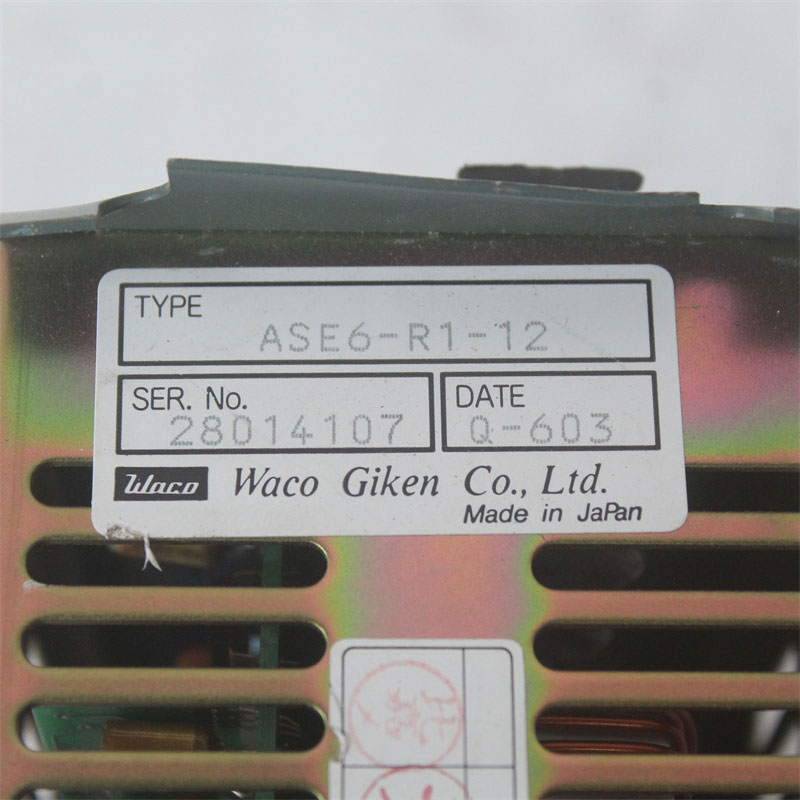 TYPE
ASE6-R1-12
SER. No.
28014107
DATE
Q-603
Waco Waco Giken Co., Ltd.
Made in JaPan